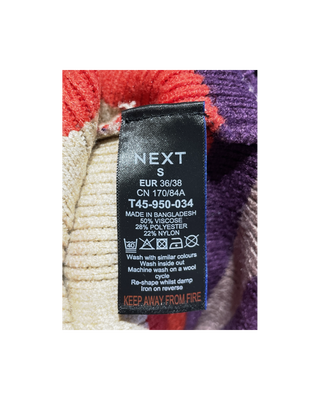 NEXT
S
EUR 36/38
CN 170/84A
T45-950-034
MADE IN BANGLADESH
50% VISCOSE
28% POLYESTER
22% NYLON
40
Wash with similar colours
Wash inside out
Machine wash on a wool
cycle
Re-shape whilst damp
Iron on reverse
KEEP AWAY FROM FIRE